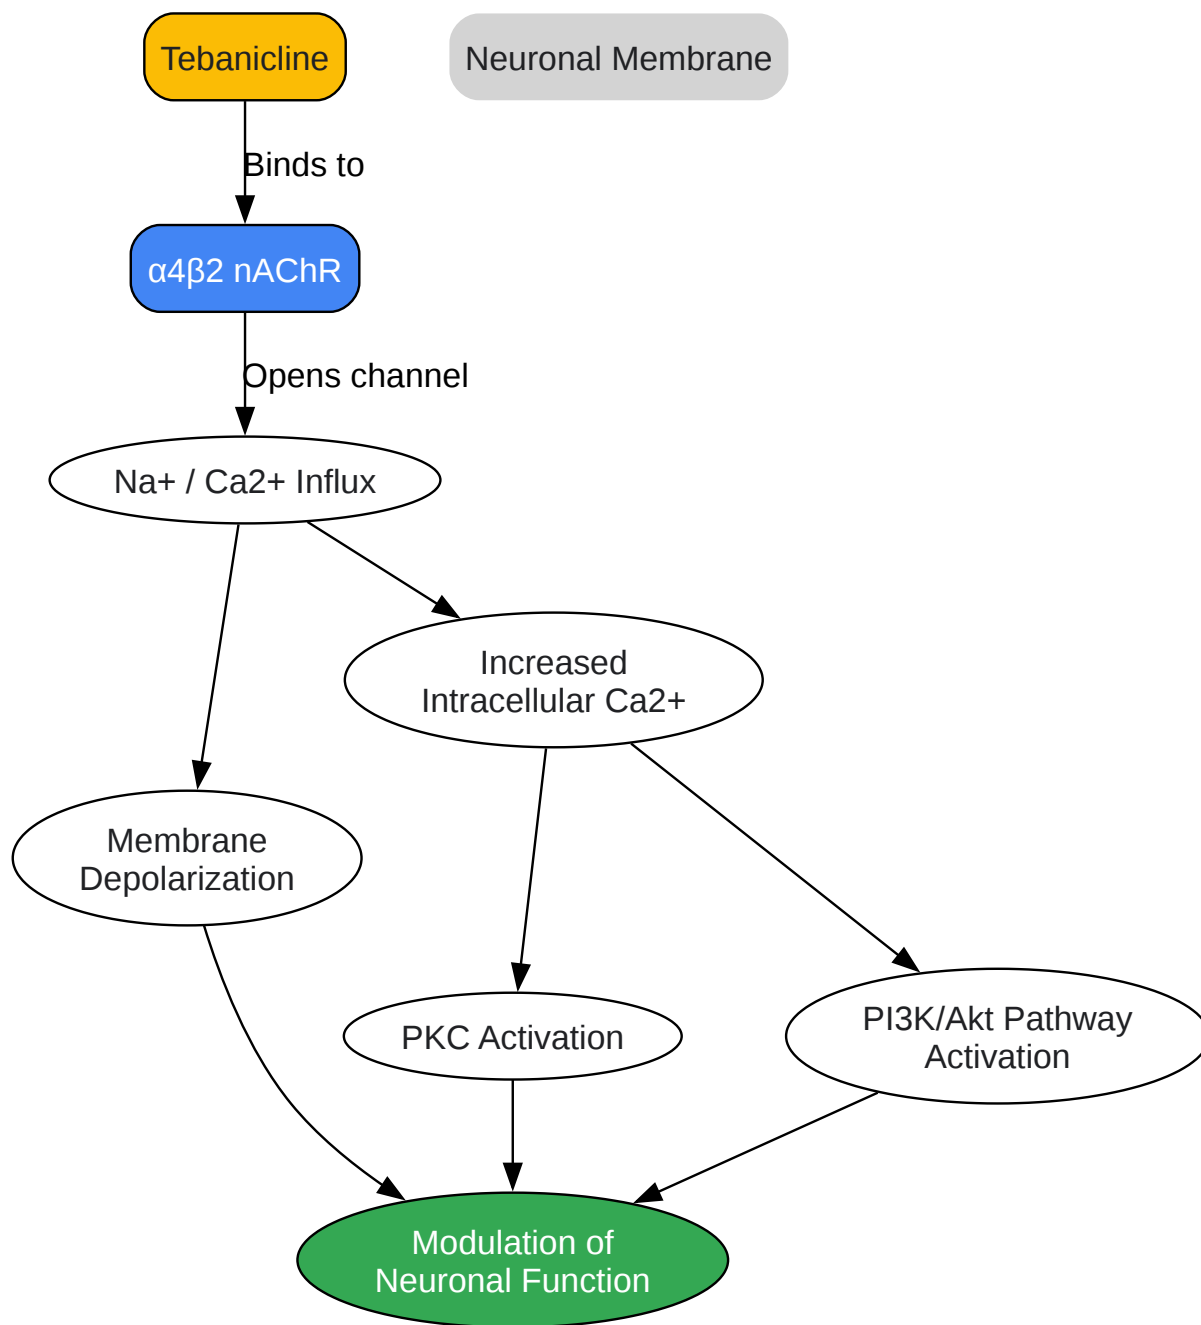 Tebanicline
Neuronal Membrane
Binds to
α4β2 nAChR
Opens channel
Na+ / Ca2+ Influx
Increased
Intracellular Ca2+
Membrane
Depolarization
PKC Activation
PI3K/Akt Pathway
Activation
Modulation of
Neuronal Function